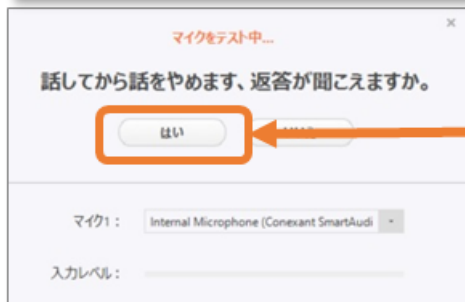 マイクをテスト中...
話してから話をやめます、返答が聞こえますか。
はい
マイク1：
Internal Microphone (Conexant SmartAudi
入力レベル：